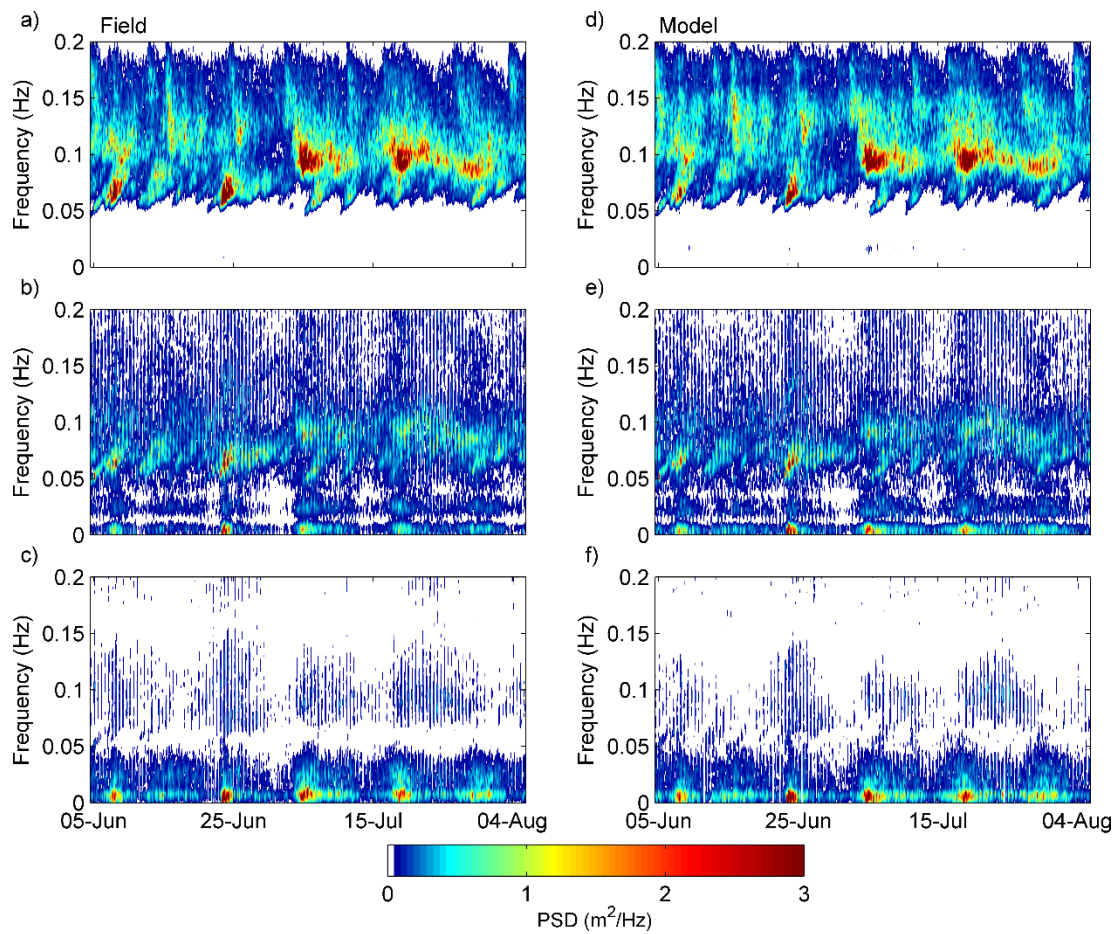 a) Field
0.2
0.15
0.1
0.05
0
Frequency (Hz)
05-Jun 25-Jun 15-Jul 04-Aug
d) Model
0.2
0.15
0.1
0.05
0
Frequency (Hz)
b)
0.2
0.15
0.1
0.05
0
Frequency (Hz)
e)
0.2
0.15
0.1
0.05
0
Frequency (Hz)
c)
0.2
0.15
0.1
0.05
0
Frequency (Hz)
f)
0.2
0.15
0.1
0.05
0
Frequency (Hz)
05-Jun 25-Jun 15-Jul 04-Aug
0 1 2 3
PSD (m²/Hz)